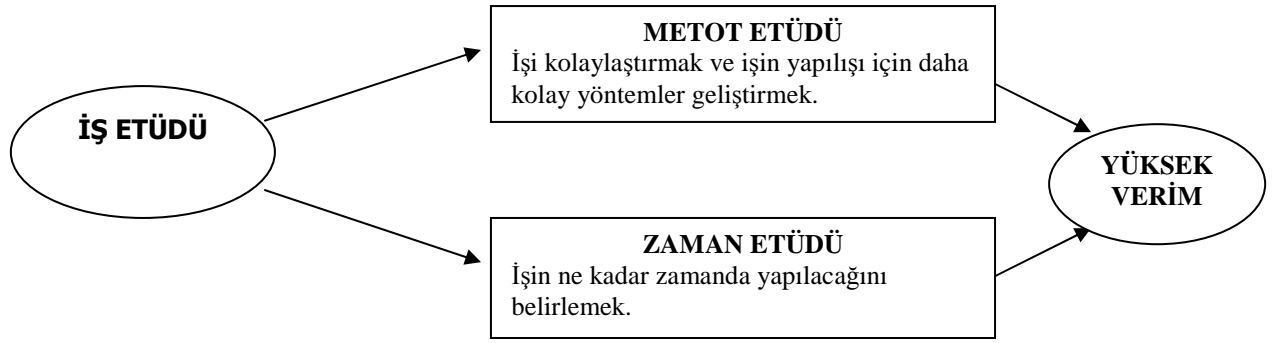 İŞ ETÜDÜ
METOT ETÜDÜ
İşi kolaylaştırmak ve işin yapılışı için daha
kolay yöntemler geliştirmek.
ZAMAN ETÜDÜ
İşin ne kadar zamanda yapılacağını
belirlemek.
YÜKSEK
VERİM